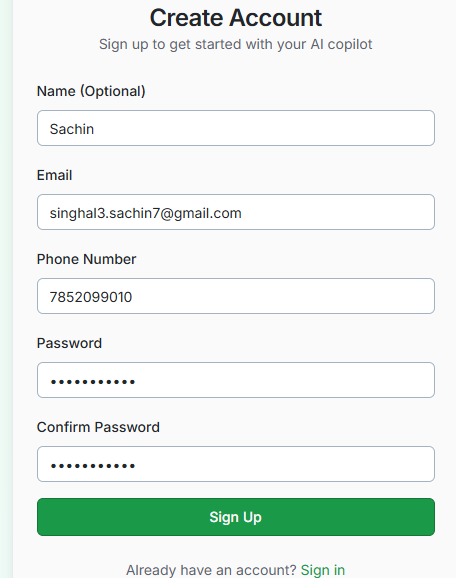 Create Account
Sign up to get started with your AI copilot
Name (Optional)
Sachin
Email
singhal3.sachin7@gmail.com
Phone Number
7852099010
Password
•••••••••••
Confirm Password
•••••••••••
Sign Up
Already have an account? Sign in